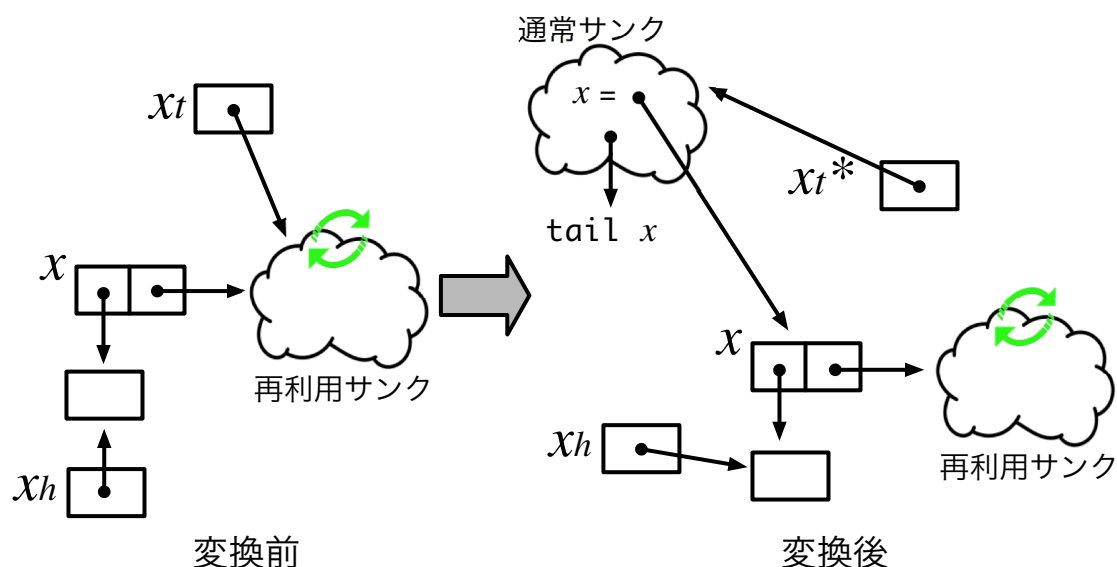 xt
x
再利用サンク
xh
変換前
通常サンク
x =
xt*
tail x
x
xh
再利用サンク
変換後